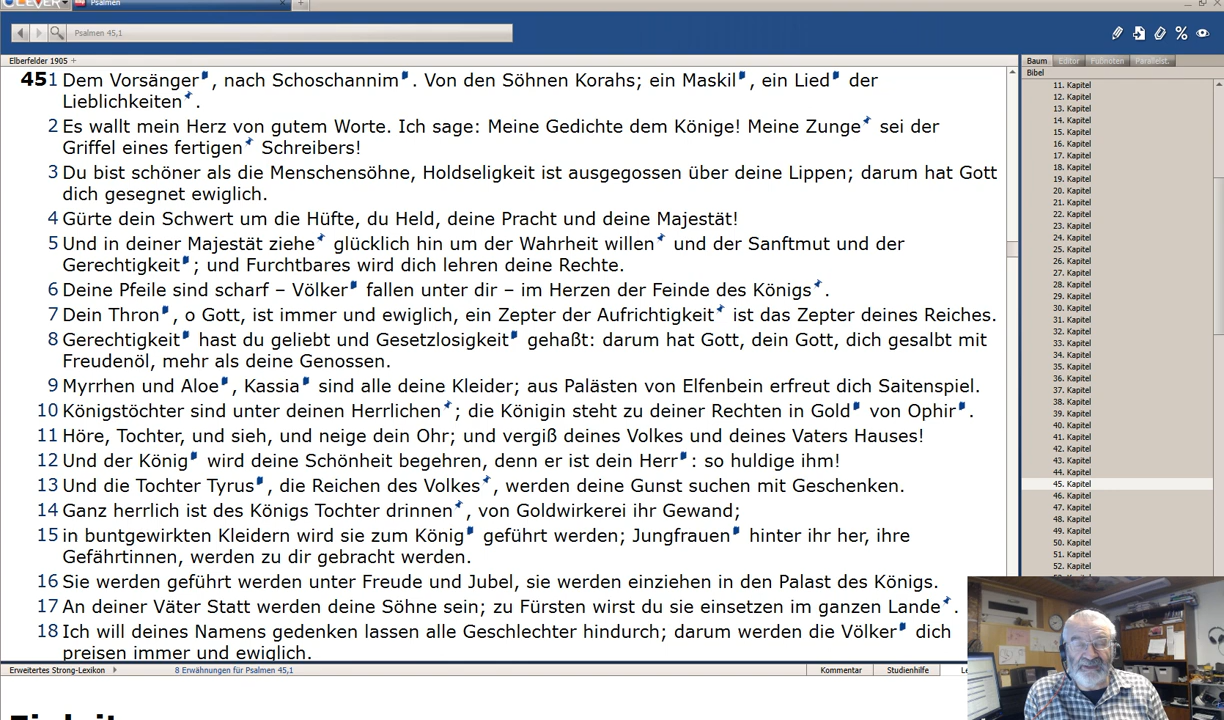 CLEVER
Psalmen
Psalmen 45,1
Elberfelder 1905 +
Baum Editor Fußnoten Parallelst.
Bibel
45 1 Dem Vorsänger, nach Schoschannim. Von den Söhnen Korahs; ein Maskil, ein Lied der
Lieblichkeiten.
2 Es wallt mein Herz von gutem Worte. Ich sage: Meine Gedichte dem Könige! Meine Zunge sei der
Griffel eines fertigen Schreibers!
3 Du bist schöner als die Menschensöhne, Holdseligkeit ist ausgegossen über deine Lippen; darum hat Gott
dich gesegnet ewiglich.
4 Gürte dein Schwert um die Hüfte, du Held, deine Pracht und deine Majestät!
5 Und in deiner Majestät ziehe glücklich hin um der Wahrheit willen und der Sanftmut und der
Gerechtigkeit; und Furchtbares wird dich lehren deine Rechte.
6 Deine Pfeile sind scharf – Völker fallen unter dir – im Herzen der Feinde des Königs.
7 Dein Thron, o Gott, ist immer und ewiglich, ein Zepter der Aufrichtigkeit ist das Zepter deines Reiches.
8 Gerechtigkeit hast du geliebt und Gesetzlosigkeit gehaßt: darum hat Gott, dein Gott, dich gesalbt mit
Freudenöl, mehr als deine Genossen.
9 Myrrhen und Aloe, Kassia sind alle deine Kleider; aus Palästen von Elfenbein erfreut dich Saitenspiel.
10 Königstöchter sind unter deinen Herrlichen; die Königin steht zu deiner Rechten in Gold von Ophir.
11 Höre, Tochter, und sieh, und neige dein Ohr; und vergiß deines Volkes und deines Vaters Hauses!
12 Und der König wird deine Schönheit begehren, denn er ist dein Herr: so huldige ihm!
13 Und die Tochter Tyrus, die Reichen des Volkes, werden deine Gunst suchen mit Geschenken.
14 Ganz herrlich ist des Königs Tochter drinnen, von Goldwirkerei ihr Gewand;
15 in buntgewirkten Kleidern wird sie zum König geführt werden; Jungfrauen hinter ihr her, ihre
Gefährtinnen, werden zu dir gebracht werden.
16 Sie werden geführt werden unter Freude und Jubel, sie werden einziehen in den Palast des Königs.
17 An deiner Väter Statt werden deine Söhne sein; zu Fürsten wirst du sie einsetzen im ganzen Lande.
18 Ich will deines Namens gedenken lassen alle Geschlechter hindurch; darum werden die Völker dich
preisen immer und ewiglich.
11. Kapitel
12. Kapitel
13. Kapitel
14. Kapitel
15. Kapitel
16. Kapitel
17. Kapitel
18. Kapitel
19. Kapitel
20. Kapitel
21. Kapitel
22. Kapitel
23. Kapitel
24. Kapitel
25. Kapitel
26. Kapitel
27. Kapitel
28. Kapitel
29. Kapitel
30. Kapitel
31. Kapitel
32. Kapitel
33. Kapitel
34. Kapitel
35. Kapitel
36. Kapitel
37. Kapitel
38. Kapitel
39. Kapitel
40. Kapitel
41. Kapitel
42. Kapitel
43. Kapitel
44. Kapitel
45. Kapitel
46. Kapitel
47. Kapitel
48. Kapitel
49. Kapitel
50. Kapitel
51. Kapitel
52. Kapitel
Erweitertes Strong-Lexikon
8 Erwähnungen für Psalmen 45,1
Kommentar
Studienhilfe